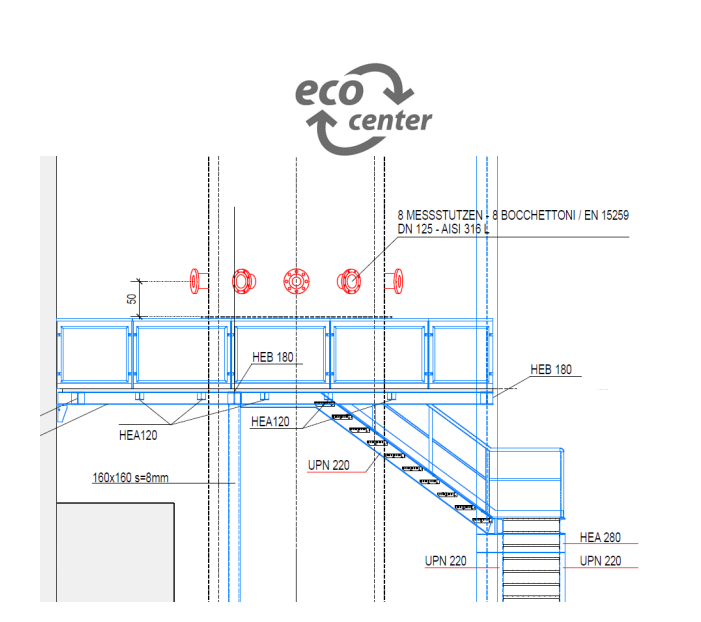 eco
center
8 MESSSTUTZEN - 8 BOCCHETTONI / EN 15259
DN 125 - AISI 316 L
50
HEB 180
HEB 180
HEA120
HEA120
UPN 220
160x160 s=8mm
HEA 280
UPN 220
UPN 220